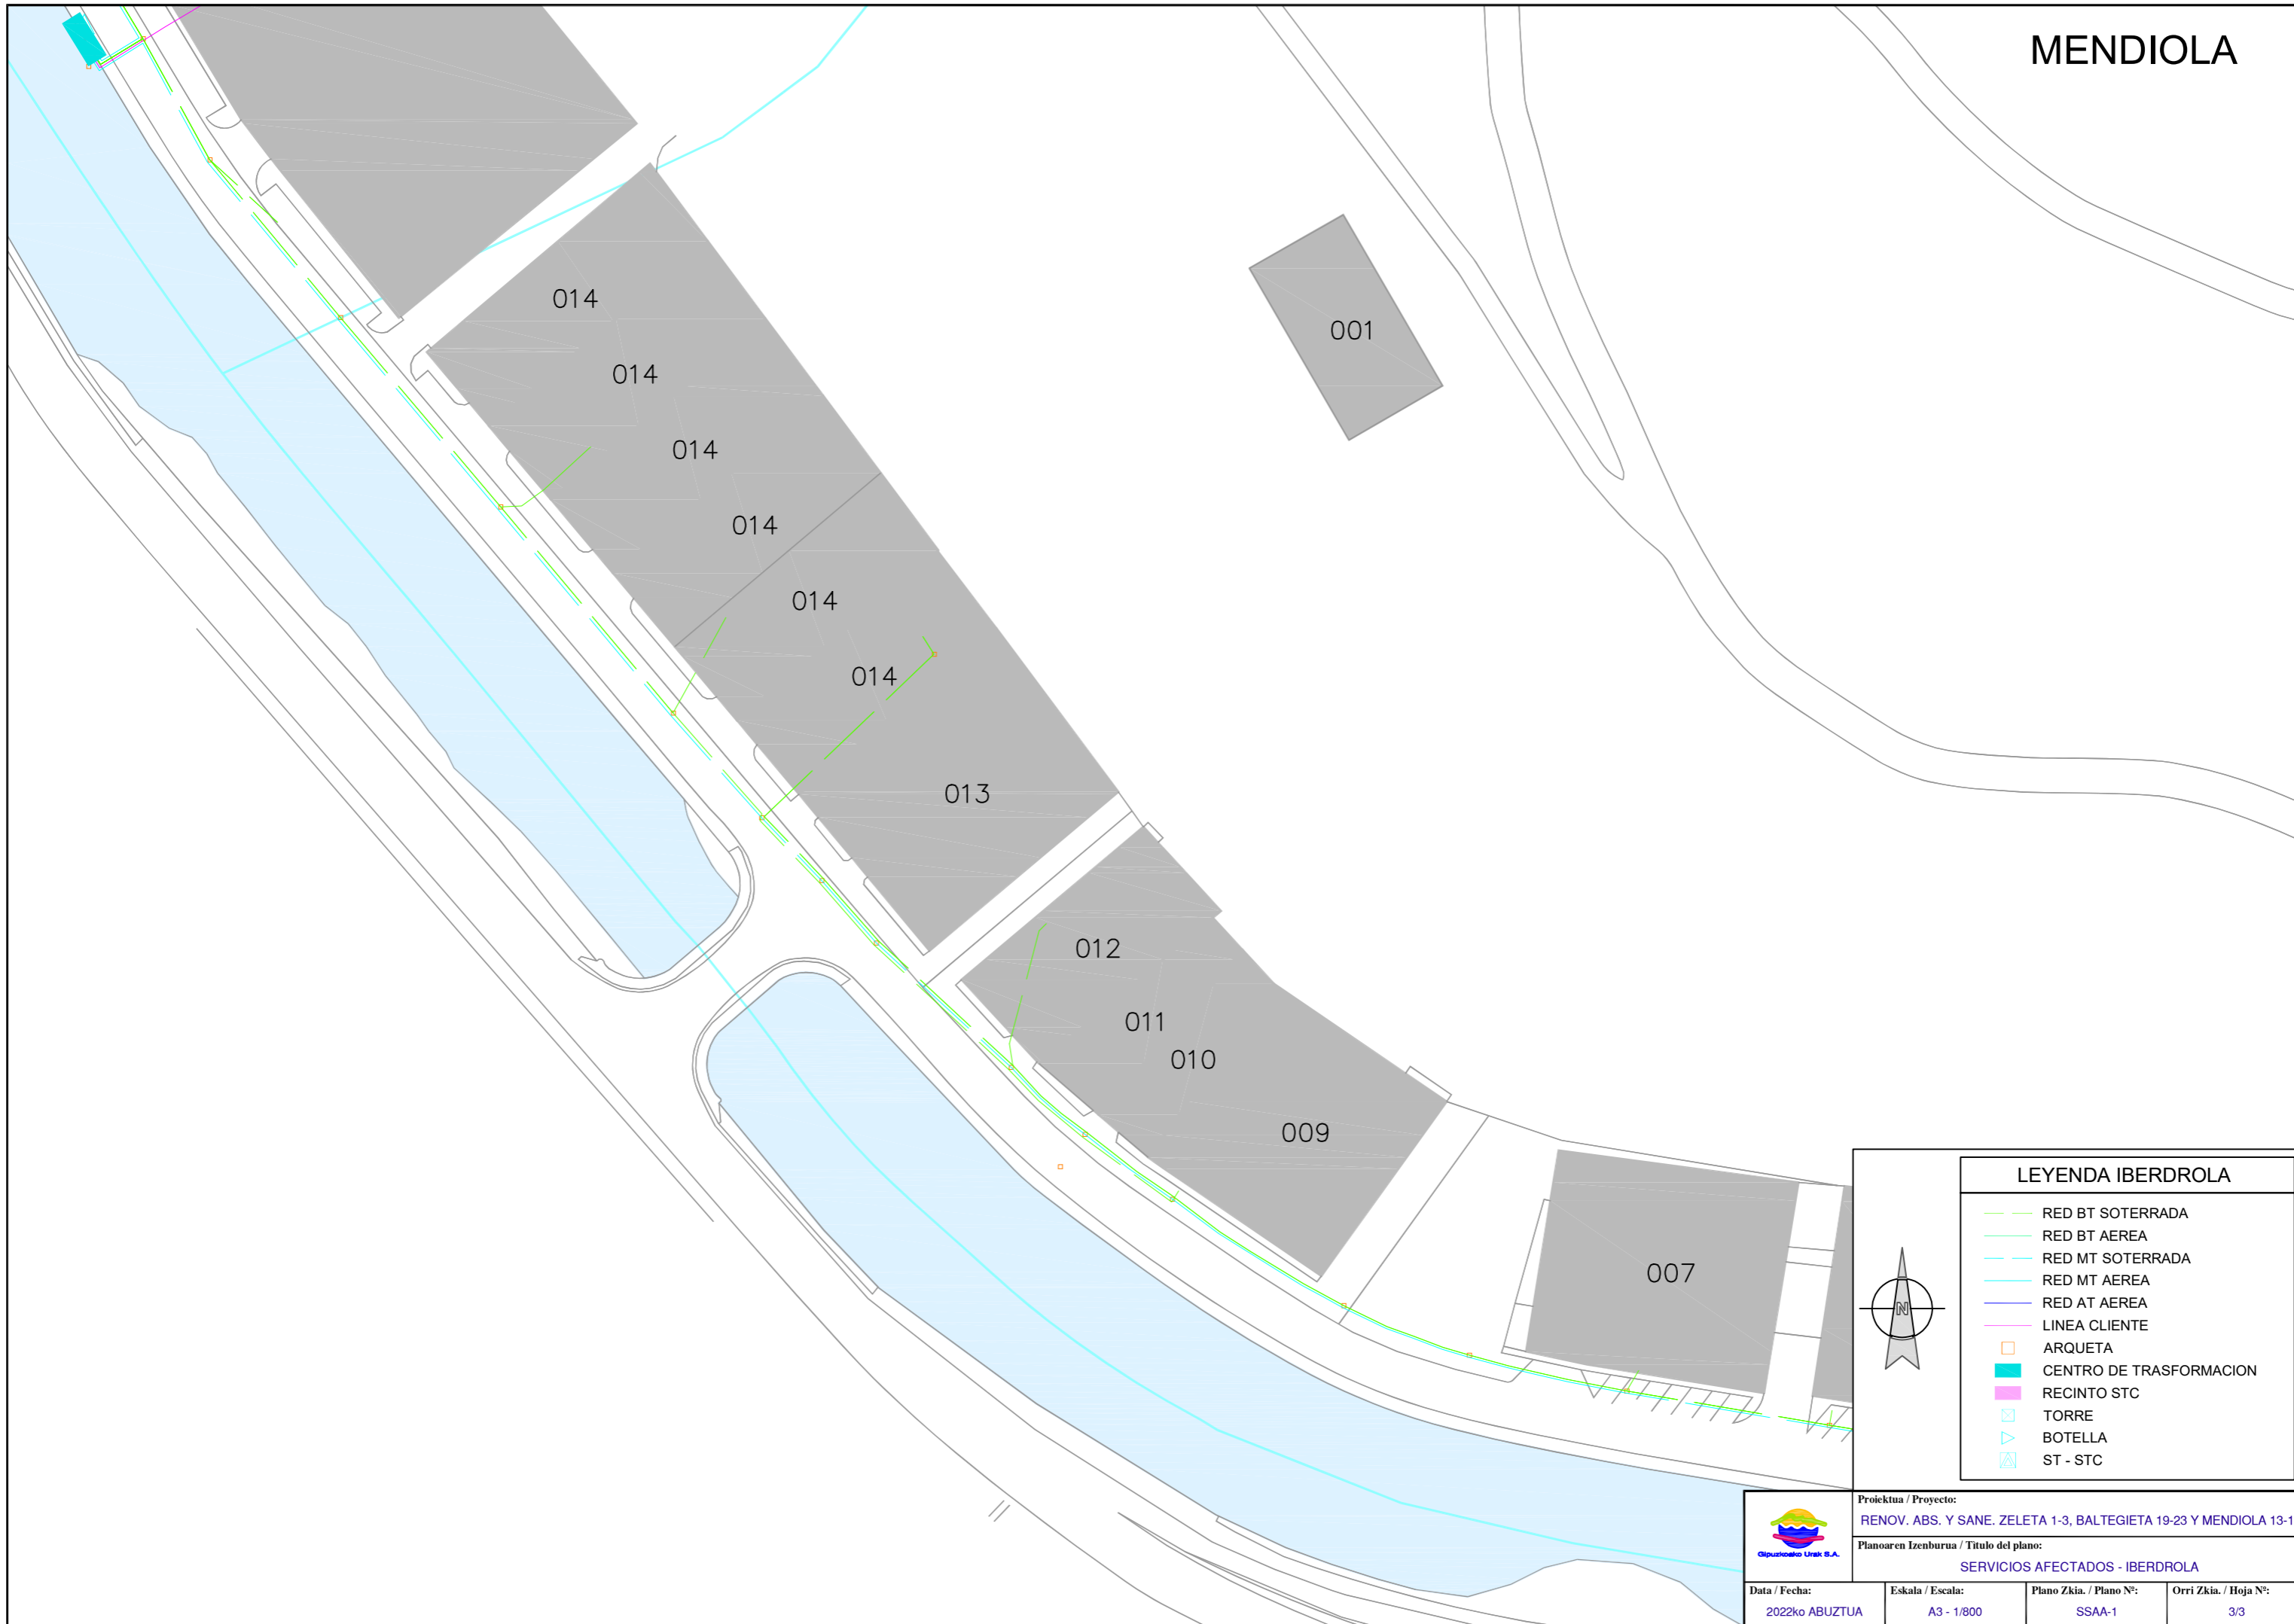 MENDIOLA
014
001
014
014
014
014
014
013
012
011
010
009
007
LEYENDA IBERDROLA
RED BT SOTERRADA
RED BT AEREA
RED MT SOTERRADA
RED MT AEREA
RED AT AEREA
LINEA CLIENTE
ARQUETA
CENTRO DE TRASFORMACION
RECINTO STC
TORRE
BOTELLA
ST - STC
N
Gipuzkoako Urak S.A.
Proiektua / Proyecto:
RENOV. ABS. Y SANE. ZELETA 1-3, BALTEGIETA 19-23 Y MENDIOLA 13-1
Planoaren Izenburua / Titulo del plano:
SERVICIOS AFECTADOS - IBERDROLA
Data / Fecha:
2022ko ABUZTUA
Eskala / Escala:
A3 - 1/800
Plano Zkia. / Plano Nº:
SSAA-1
Orri Zkia. / Hoja Nº:
3/3